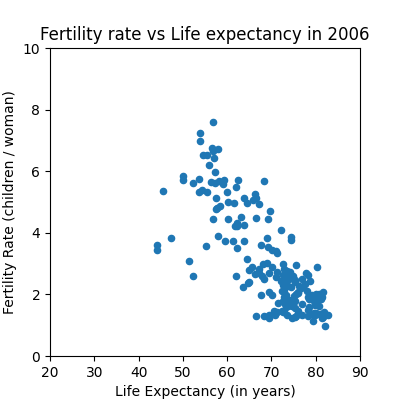 Fertility rate vs Life expectancy in 2006
10
8
6
4
2
0
Fertility Rate (children / woman)
20 30 40 50 60 70 80 90
Life Expectancy (in years)